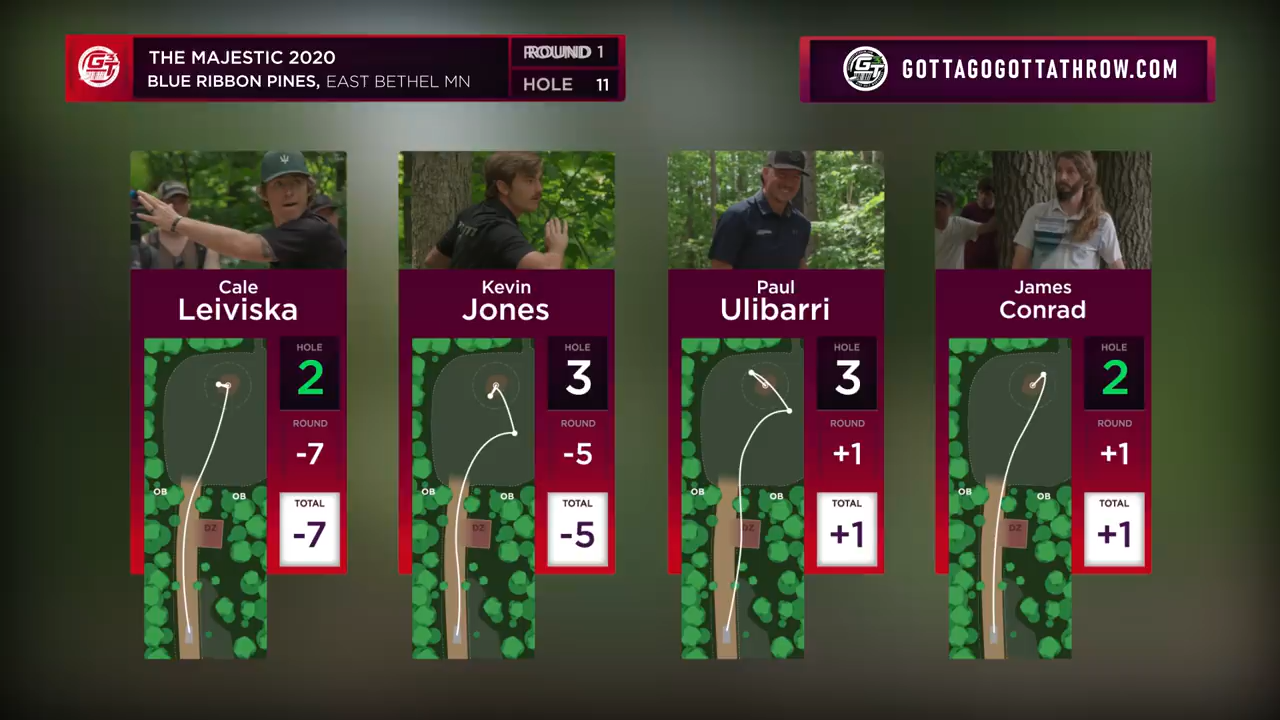 THE MAJESTIC 2020
BLUE RIBBON PINES, EAST BETHEL MN
ROUND 1
HOLE 11
GOTTAGOGOTTATHROW.COM
Cale
Leiviska
HOLE
2
ROUND
-7
TOTAL
-7
OB
OB
DZ
Kevin
Jones
HOLE
3
ROUND
-5
TOTAL
-5
OB
OB
DZ
Paul
Ulibarri
HOLE
3
ROUND
+1
TOTAL
+1
OB
OB
DZ
James
Conrad
HOLE
2
ROUND
+1
TOTAL
+1
OB
OB
DZ